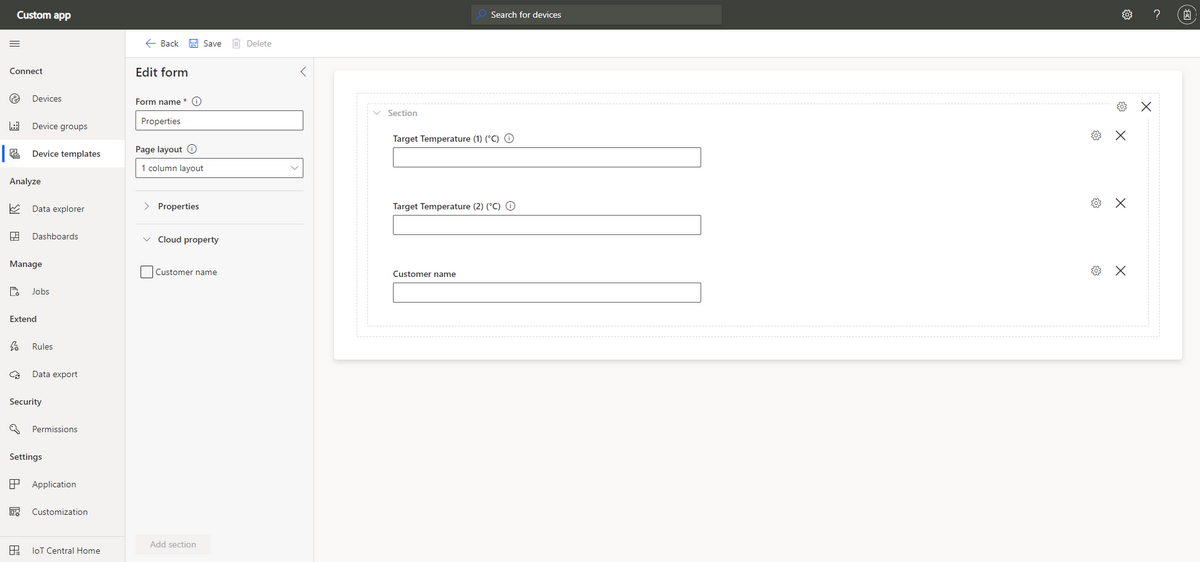 Custom app
Search for devices
?
Back
Save
Delete
Connect
Devices
Device groups
Device templates
Analyze
Data explorer
Dashboards
Manage
Jobs
Extend
Rules
Data export
Security
Permissions
Settings
Application
Customization
IoT Central Home
Edit form
Form name *
Properties
Page layout
1 column layout
Properties
Cloud property
Customer name
Add section
Section
Target Temperature (1) (°C)
Target Temperature (2) (°C)
Customer name